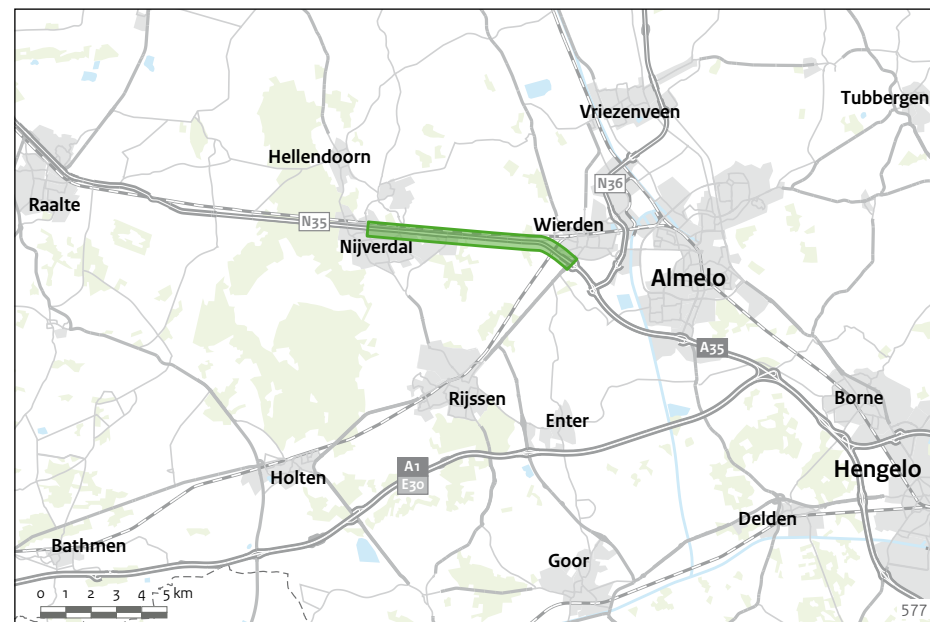 Vriezenveen
Tubbergen
Hellendoorn
N36
Raalte
N35
Wierden
Nijverdal
Almelo
A35
Rijssen
Borne
Enter
A1
E30
Hengelo
Holten
Delden
Bathmen
Goor
0 1 2 3 4 5 km
577